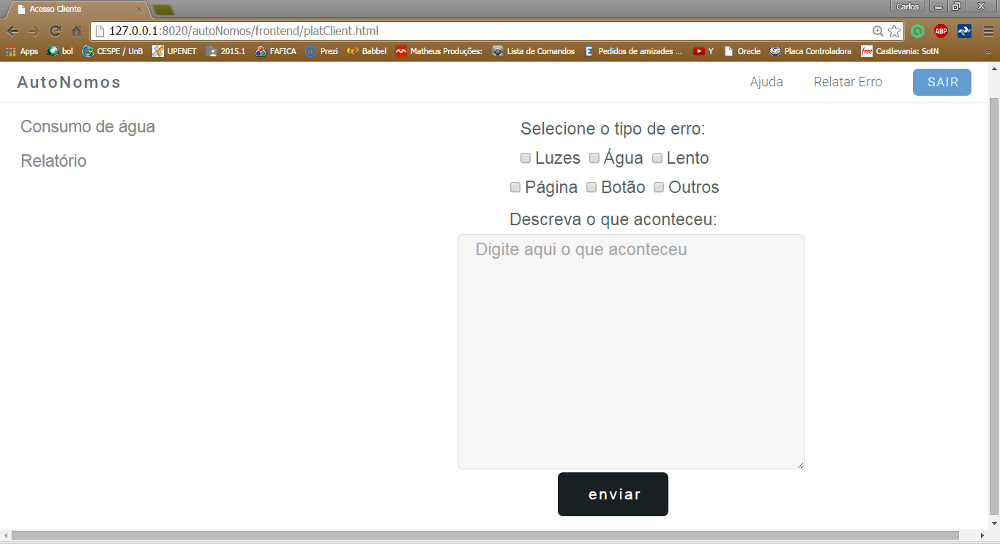 Acesso Cliente
Carlos
127.0.0.1:8020/autoNomos/frontend/platClient.html
ABP
Apps bol CESPE / UnB UPENET 2015.1 FAFICA Prezi Babbel Matheus Produções: Lista de Comandos Pedidos de amizades ... Y Oracle Placa Controladora free Castlevania: SotN »
AutoNomos Ajuda Relatar Erro SAIR
Consumo de água
Relatório
Selecione o tipo de erro:
Luzes Água Lento
Página Botão Outros
Descreva o que aconteceu:
Digite aqui o que aconteceu
enviar